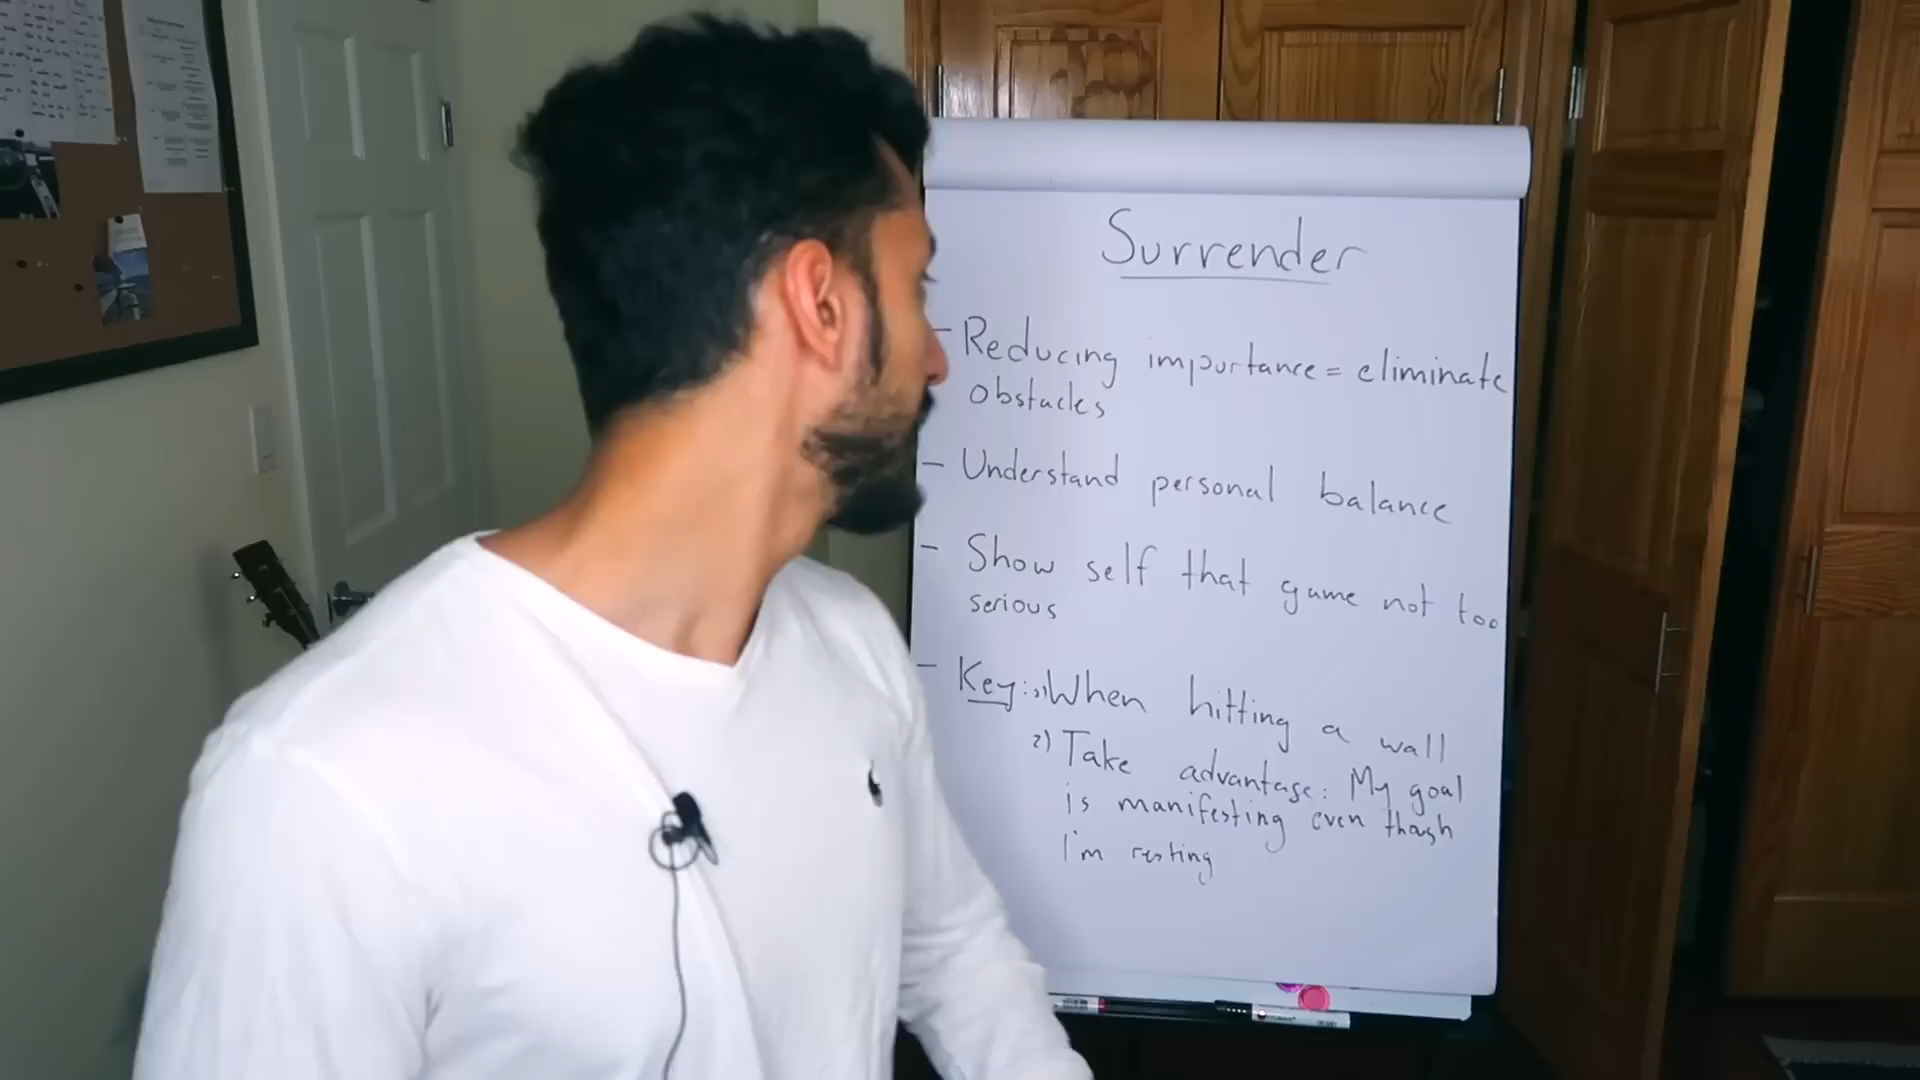 Surrender
- Reducing importance = eliminate
obstacles
- Understand personal balance
- Show self that game not too
serious
- Key: 1) When hitting a wall
2) Take advantage: My goal
is manifesting even though
I'm resting